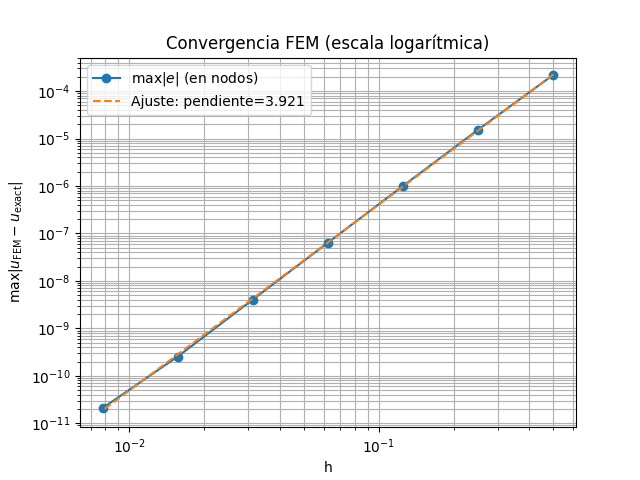 Convergencia FEM (escala logarítmica)
max|e| (en nodos)
Ajuste: pendiente=3.921
max|u_FEM − u_exact|
10⁻⁴
10⁻⁵
10⁻⁶
10⁻⁷
10⁻⁸
10⁻⁹
10⁻¹⁰
10⁻¹¹
10⁻² 10⁻¹
h